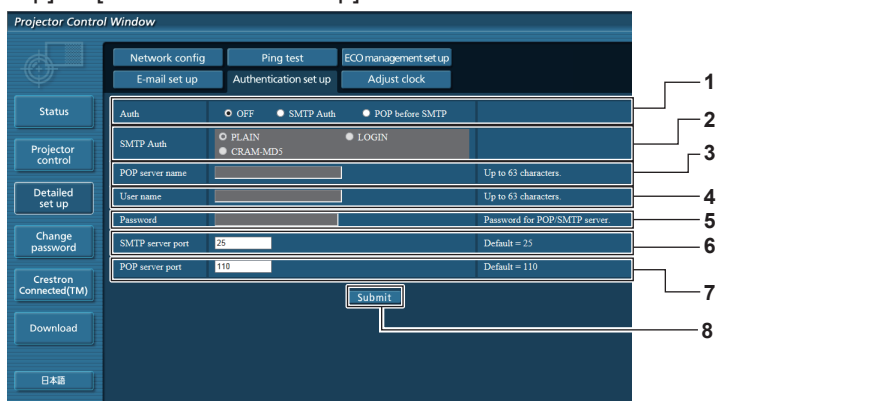 Projector Control Window
Network config Ping test ECO management set up
E-mail set up Authentication set up Adjust clock
Status
Projector control
Detailed set up
Change password
Crestron Connected(TM)
Download
日本語
Auth OFF SMTP Auth POP before SMTP
SMTP Auth PLAIN LOGIN
CRAM-MD5
POP server name Up to 63 characters.
User name Up to 63 characters.
Password Password for POP/SMTP server.
SMTP server port 25 Default = 25
POP server port 110 Default = 110
Submit
1
2
3
4
5
6
7
8